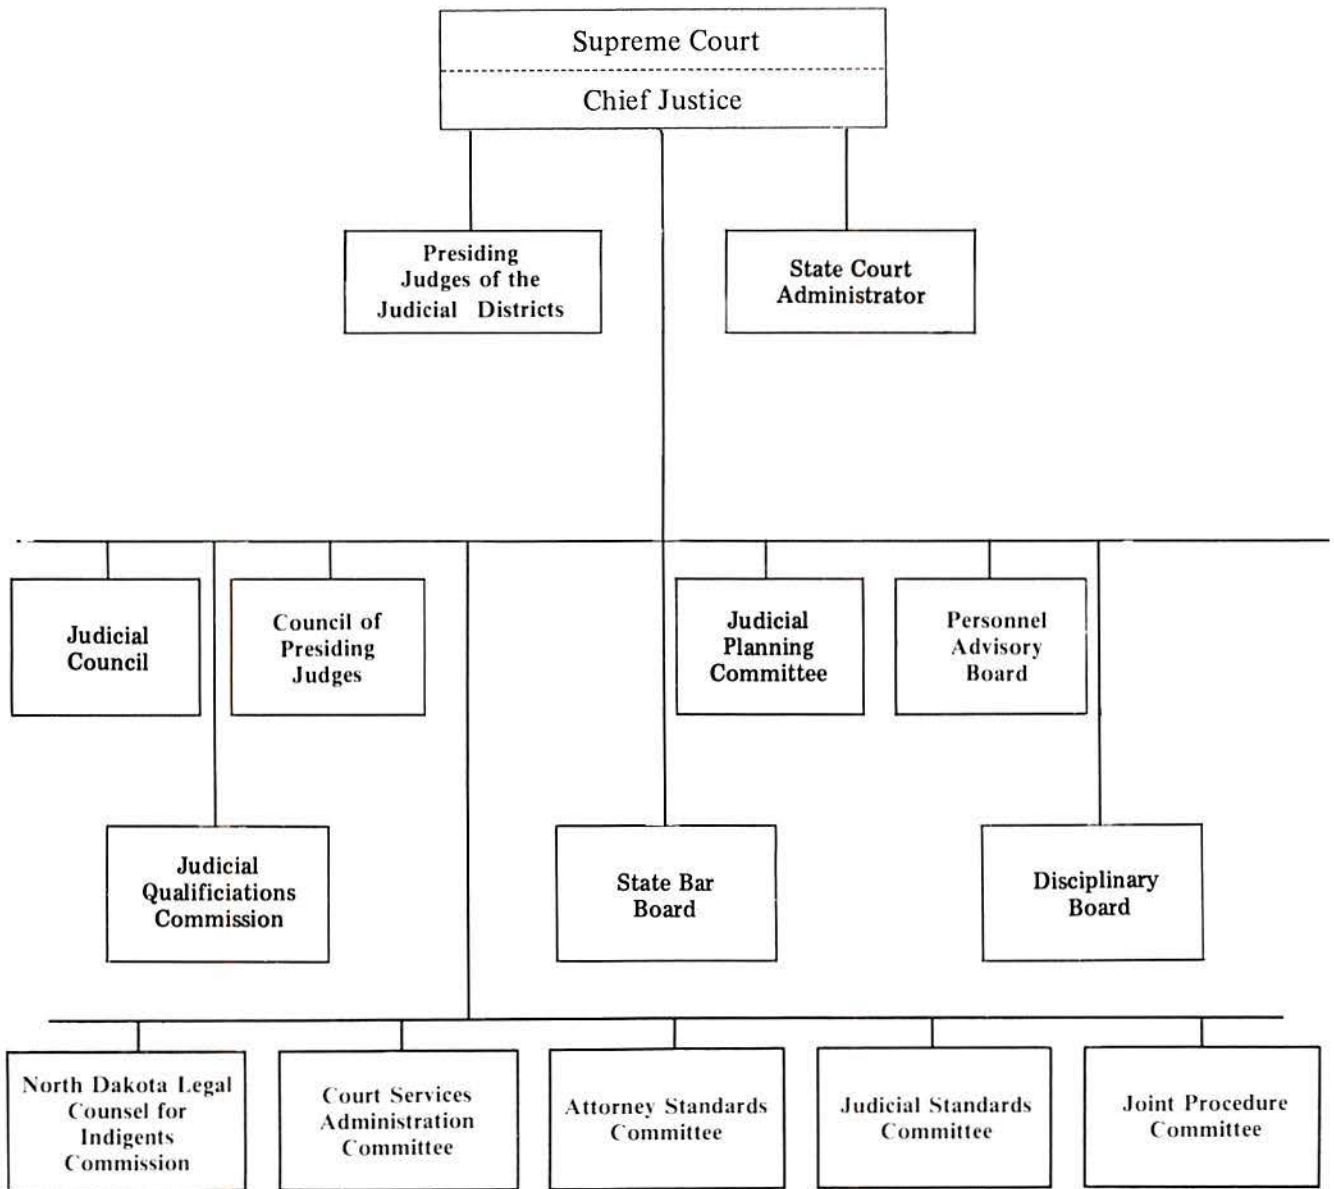 Supreme Court
Chief Justice
Presiding
Judges of the
Judicial Districts
State Court
Administrator
Judicial
Council
Council of
Presiding
Judges
Judicial
Planning
Committee
Personnel
Advisory
Board
Judicial
Qualificiations
Commission
State Bar
Board
Disciplinary
Board
North Dakota Legal
Counsel for
Indigents
Commission
Court Services
Administration
Committee
Attorney Standards
Committee
Judicial Standards
Committee
Joint Procedure
Committee